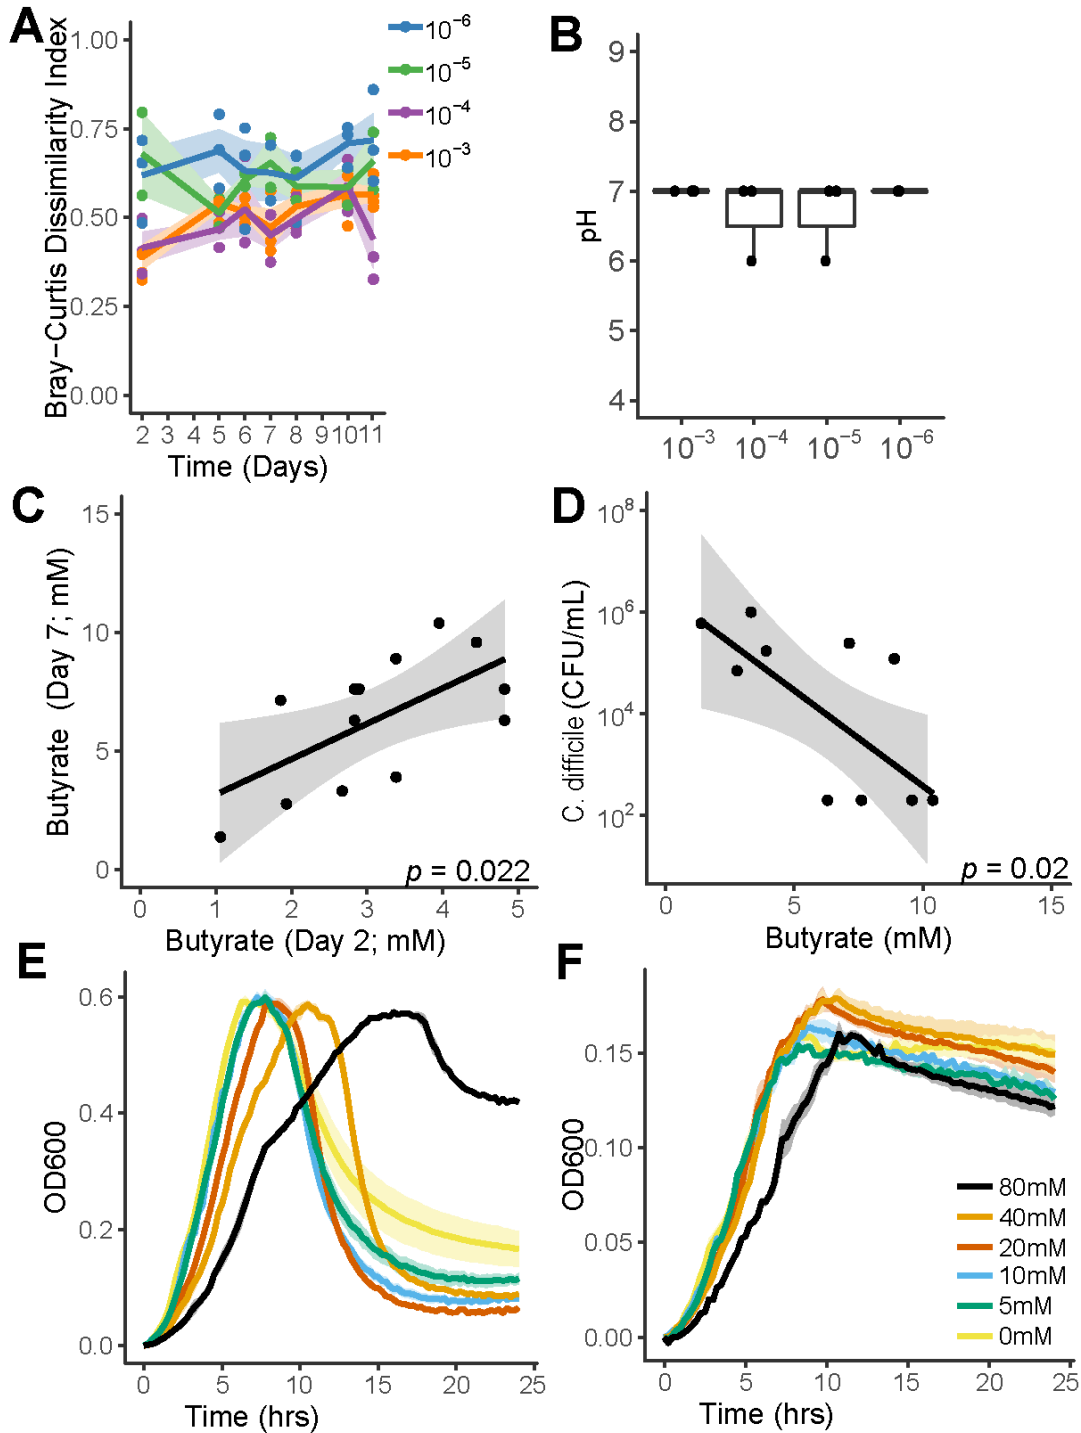 A
Bray−Curtis Dissimilarity Index
1.00
0.75
0.50
0.25
0.00
2 3 4 5 6 7 8 9 10 11
Time (Days)
10−6
10−5
10−4
10−3
B
pH
9
8
7
6
5
4
10−3 10−4 10−5 10−6
C
Butyrate (Day 7; mM)
15
10
5
0
p = 0.022
0 1 2 3 4 5
Butyrate (Day 2; mM)
D
C. difficile (CFU/mL)
10^8
10^6
10^4
10^2
p = 0.02
0 5 10 15
Butyrate (mM)
E
OD600
0.6
0.4
0.2
0.0
0 5 10 15 20 25
Time (hrs)
F
OD600
0.15
0.10
0.05
0.00
80mM
40mM
20mM
10mM
5mM
0mM
0 5 10 15 20 25
Time (hrs)